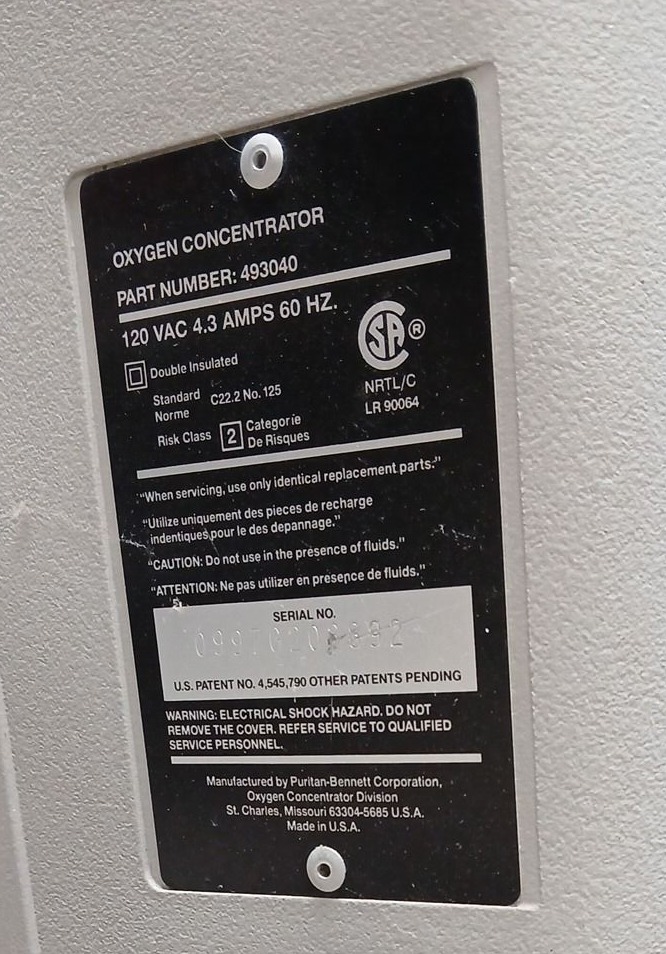 OXYGEN CONCENTRATOR
PART NUMBER: 493040
120 VAC 4.3 AMPS 60 HZ.
Double Insulated
Standard
Norme
C22.2 No. 125
Risk Class 2 Categorie
De Risques
SA ®
NRTL/C
LR 90064
"When servicing, use only identical replacement parts."
"Utilize uniquement des pieces de recharge
indentiques pour le des depannage."
"CAUTION: Do not use in the presence of fluids."
"ATTENTION: Ne pas utilizer en presence de fluids."
SERIAL NO.
U.S. PATENT NO. 4,545,790 OTHER PATENTS PENDING
WARNING: ELECTRICAL SHOCK HAZARD. DO NOT
REMOVE THE COVER. REFER SERVICE TO QUALIFIED
SERVICE PERSONNEL.
Manufactured by Puritan-Bennett Corporation,
Oxygen Concentrator Division
St. Charles, Missouri 63304-5685 U.S.A.
Made in U.S.A.